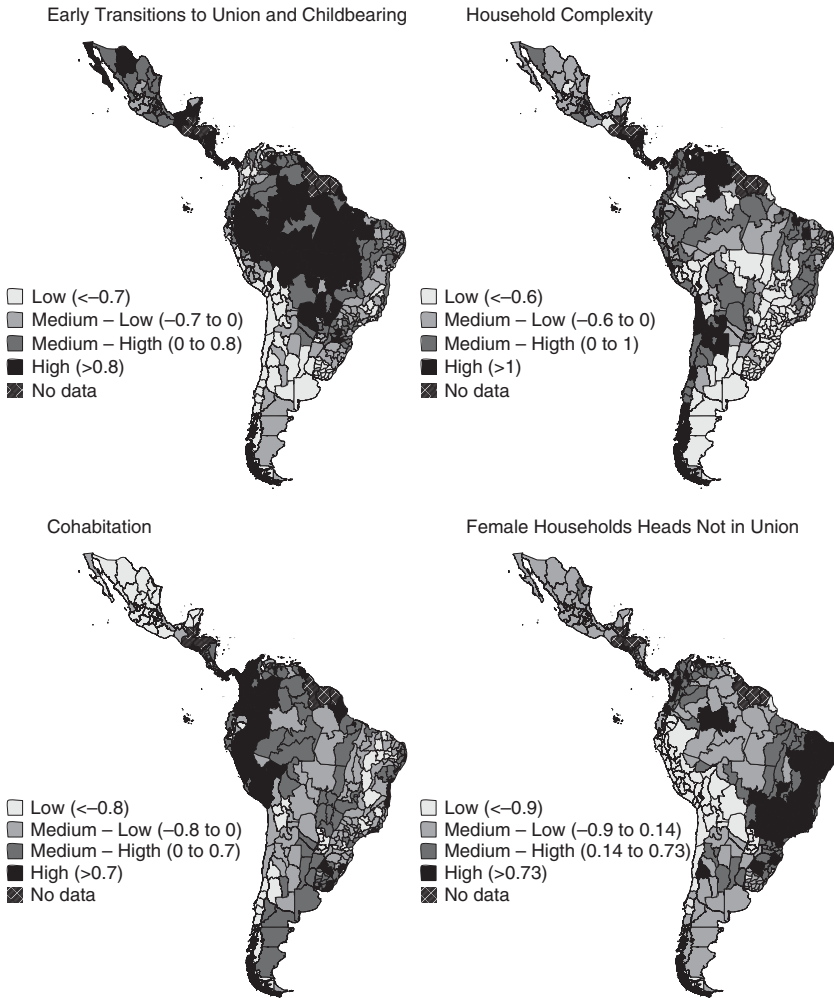 Early Transitions to Union and Childbearing
Low (<–0.7)
Medium – Low (–0.7 to 0)
Medium – Higth (0 to 0.8)
High (>0.8)
No data
Household Complexity
Low (<–0.6)
Medium – Low (–0.6 to 0)
Medium – Higth (0 to 1)
High (>1)
No data
Cohabitation
Low (<–0.8)
Medium – Low (–0.8 to 0)
Medium – Higth (0 to 0.7)
High (>0.7)
No data
Female Households Heads Not in Union
Low (<–0.9)
Medium – Low (–0.9 to 0.14)
Medium – Higth (0.14 to 0.73)
High (>0.73)
No data